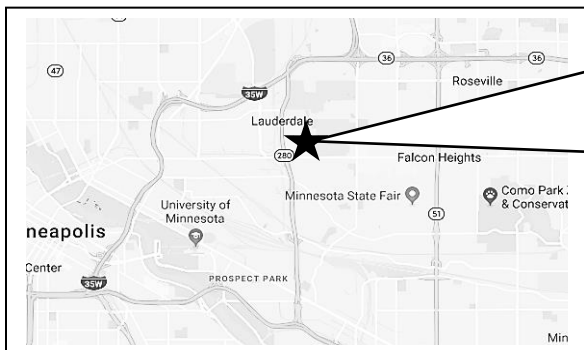 36
36
47
Roseville
35W
Lauderdale
280
Falcon Heights
Minnesota State Fair
Como Park Z
& Conservat
University of
Minnesota
51
neapolis
Center
PROSPECT PARK
35W
Min